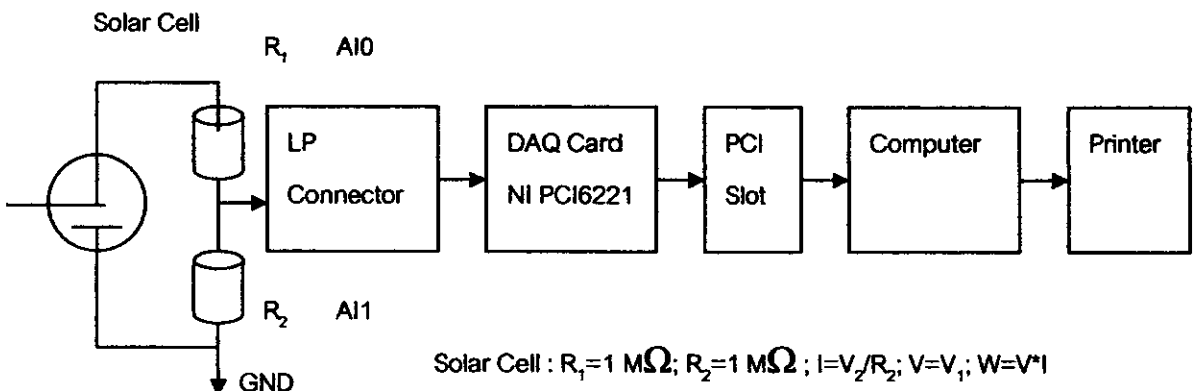 Solar Cell
R₁ AI0
LP
Connector
DAQ Card
NI PCI6221
PCI
Slot
Computer
Printer
R₂ AI1
GND
Solar Cell : R₁=1 MΩ; R₂=1 MΩ ; I=V₂/R₂; V=V₁; W=V*I